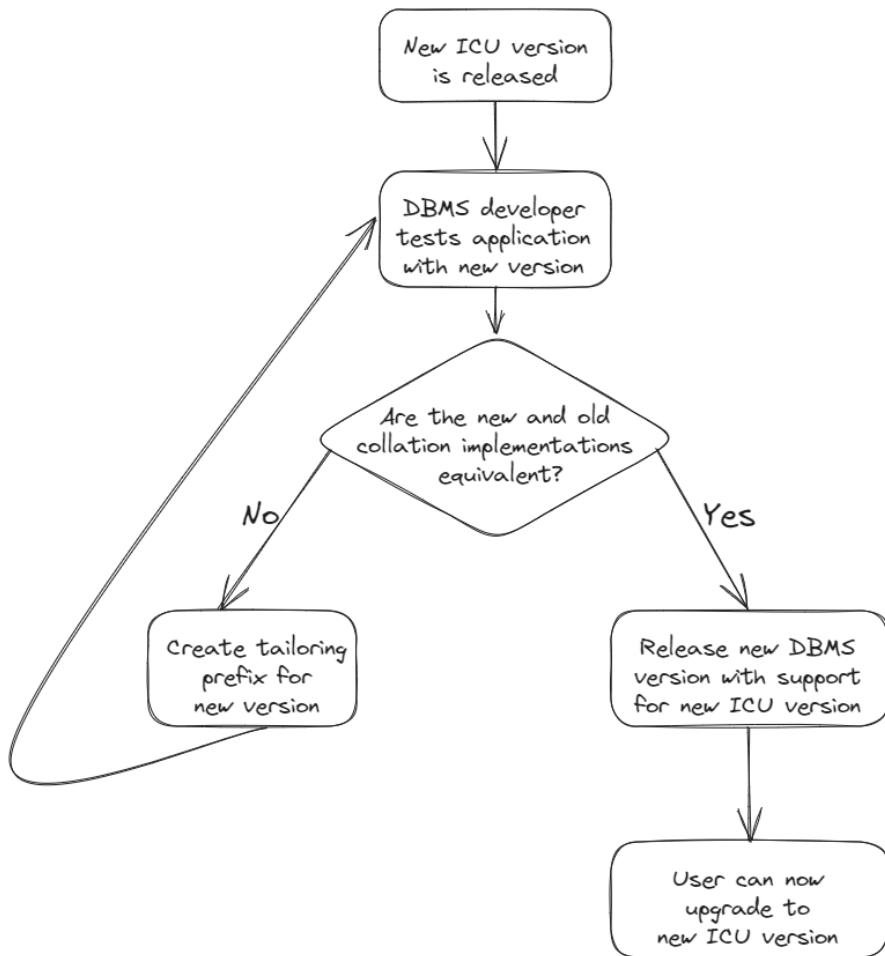 New ICU version
is released
DBMS developer
tests application
with new version
Are the new and old
collation implementations
equivalent?
No
Yes
Create tailoring
prefix for
new version
Release new DBMS
version with support
for new ICU version
User can now
upgrade to
new ICU version